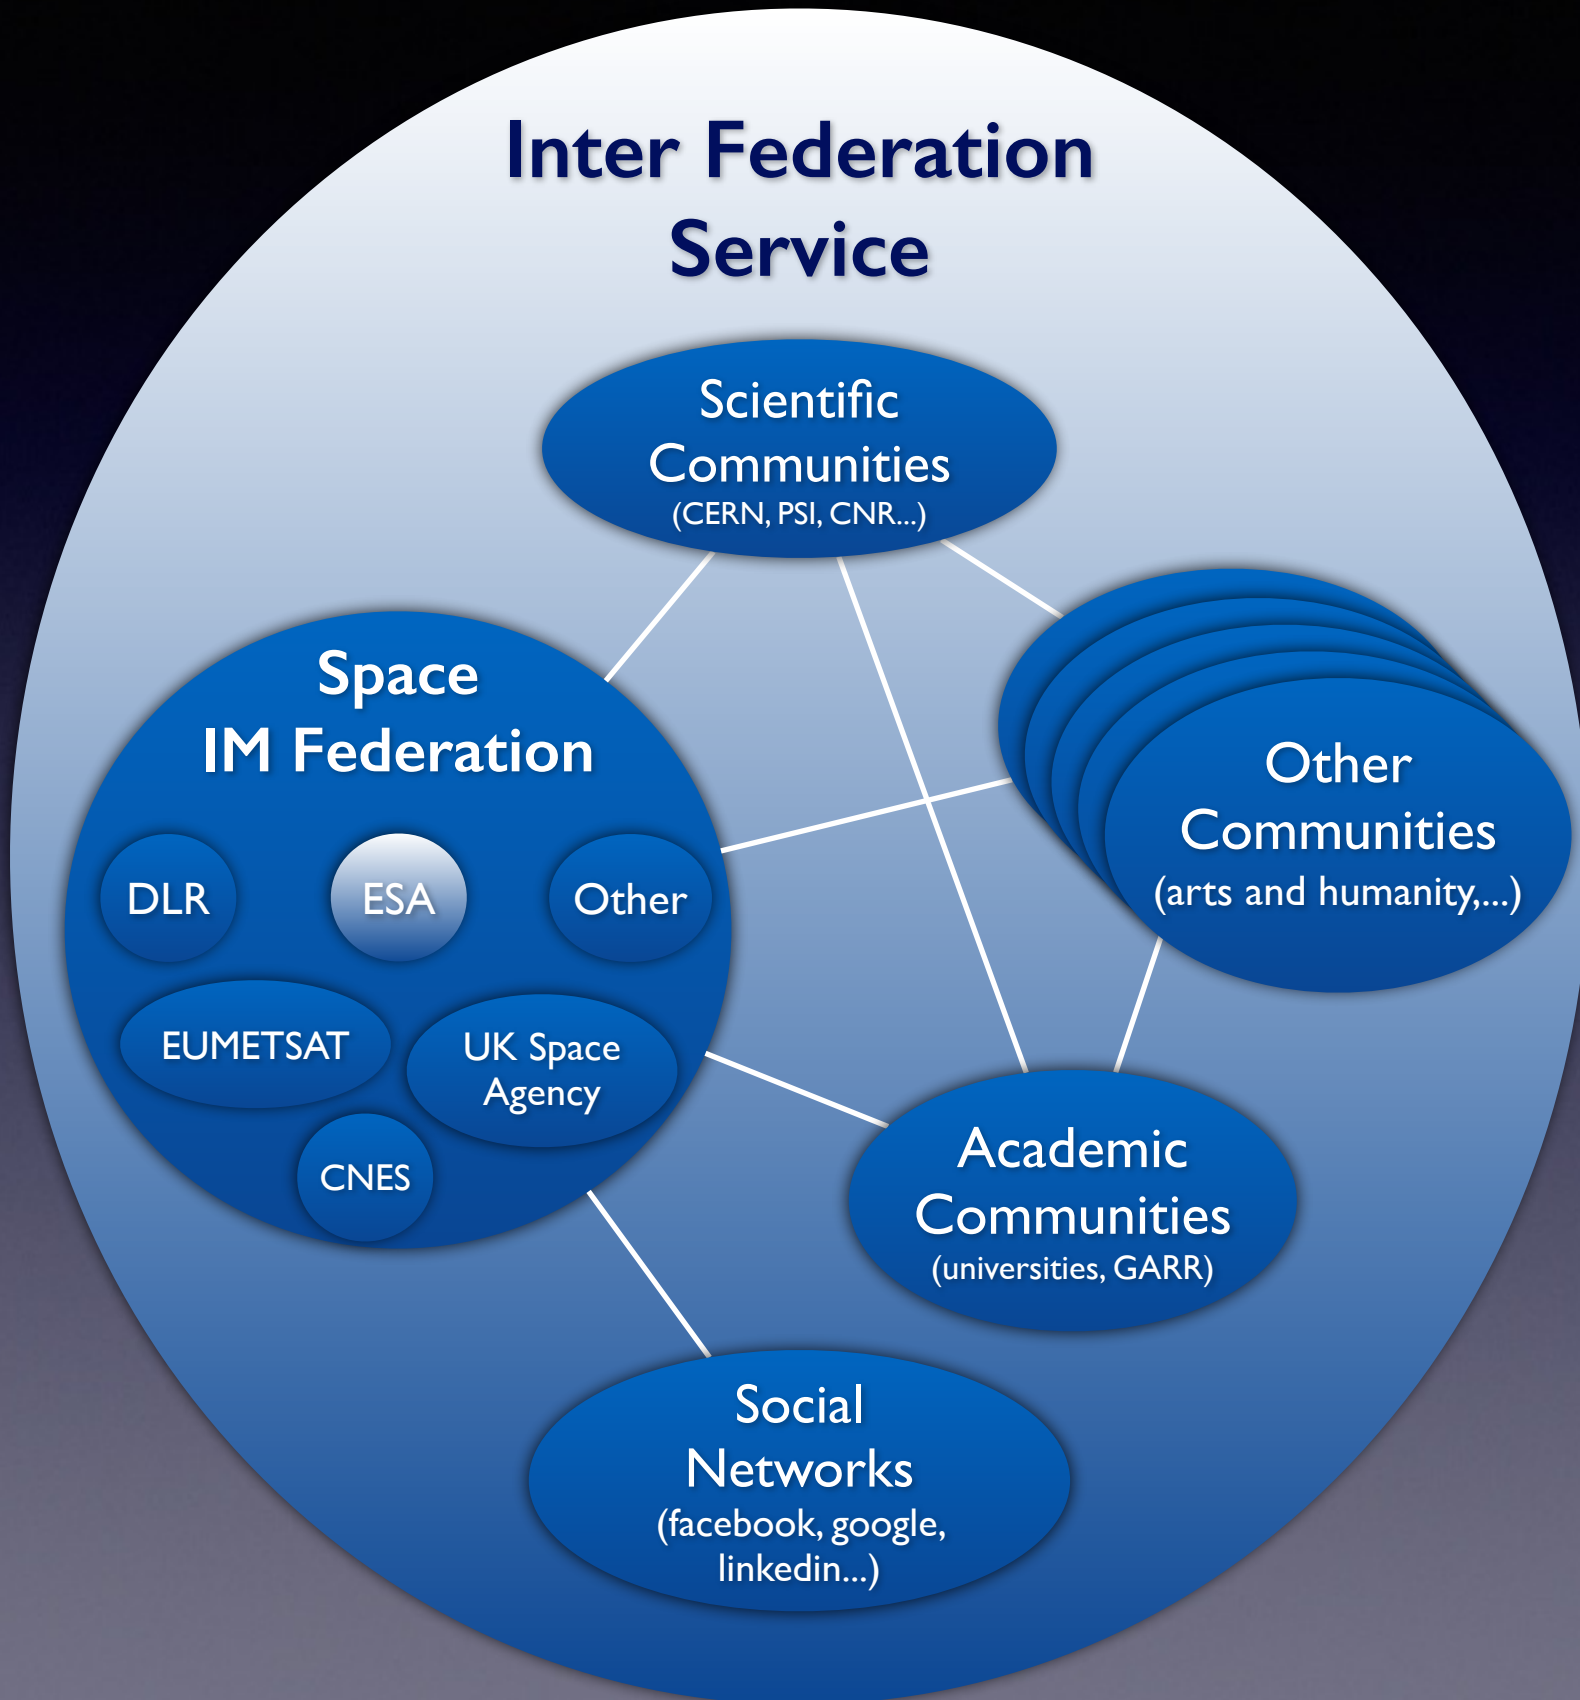 Inter Federation
Service
Scientific
Communities
(CERN, PSI, CNR...)
Space
IM Federation
DLR
ESA
Other
EUMETSAT
UK Space
Agency
CNES
Other
Communities
(arts and humanity,...)
Academic
Communities
(universities, GARR)
Social
Networks
(facebook, google,
linkedin...)